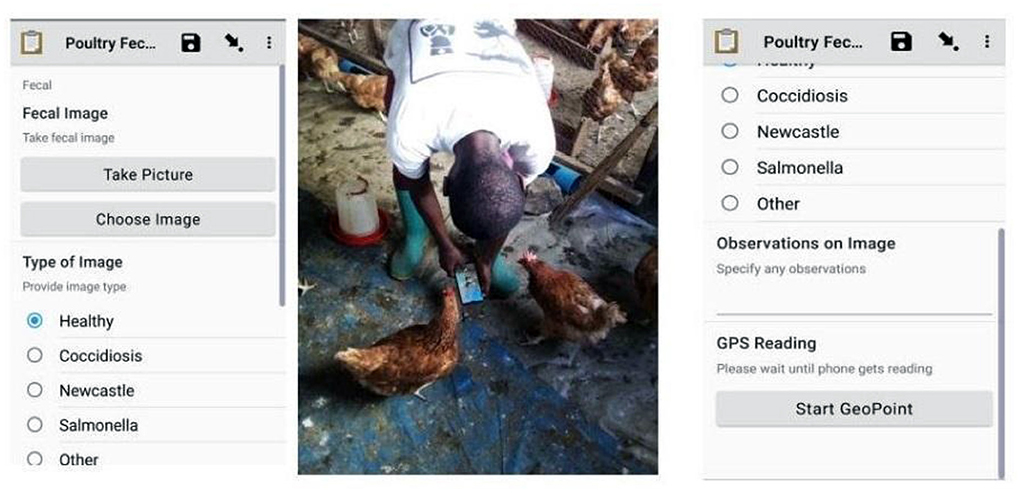 Poultry Fec...
Fecal
Fecal Image
Take fecal image
Take Picture
Choose Image
Type of Image
Provide image type
Healthy
Coccidiosis
Newcastle
Salmonella
Other
Poultry Fec...
Healthy
Coccidiosis
Newcastle
Salmonella
Other
Observations on Image
Specify any observations
GPS Reading
Please wait until phone gets reading
Start GeoPoint